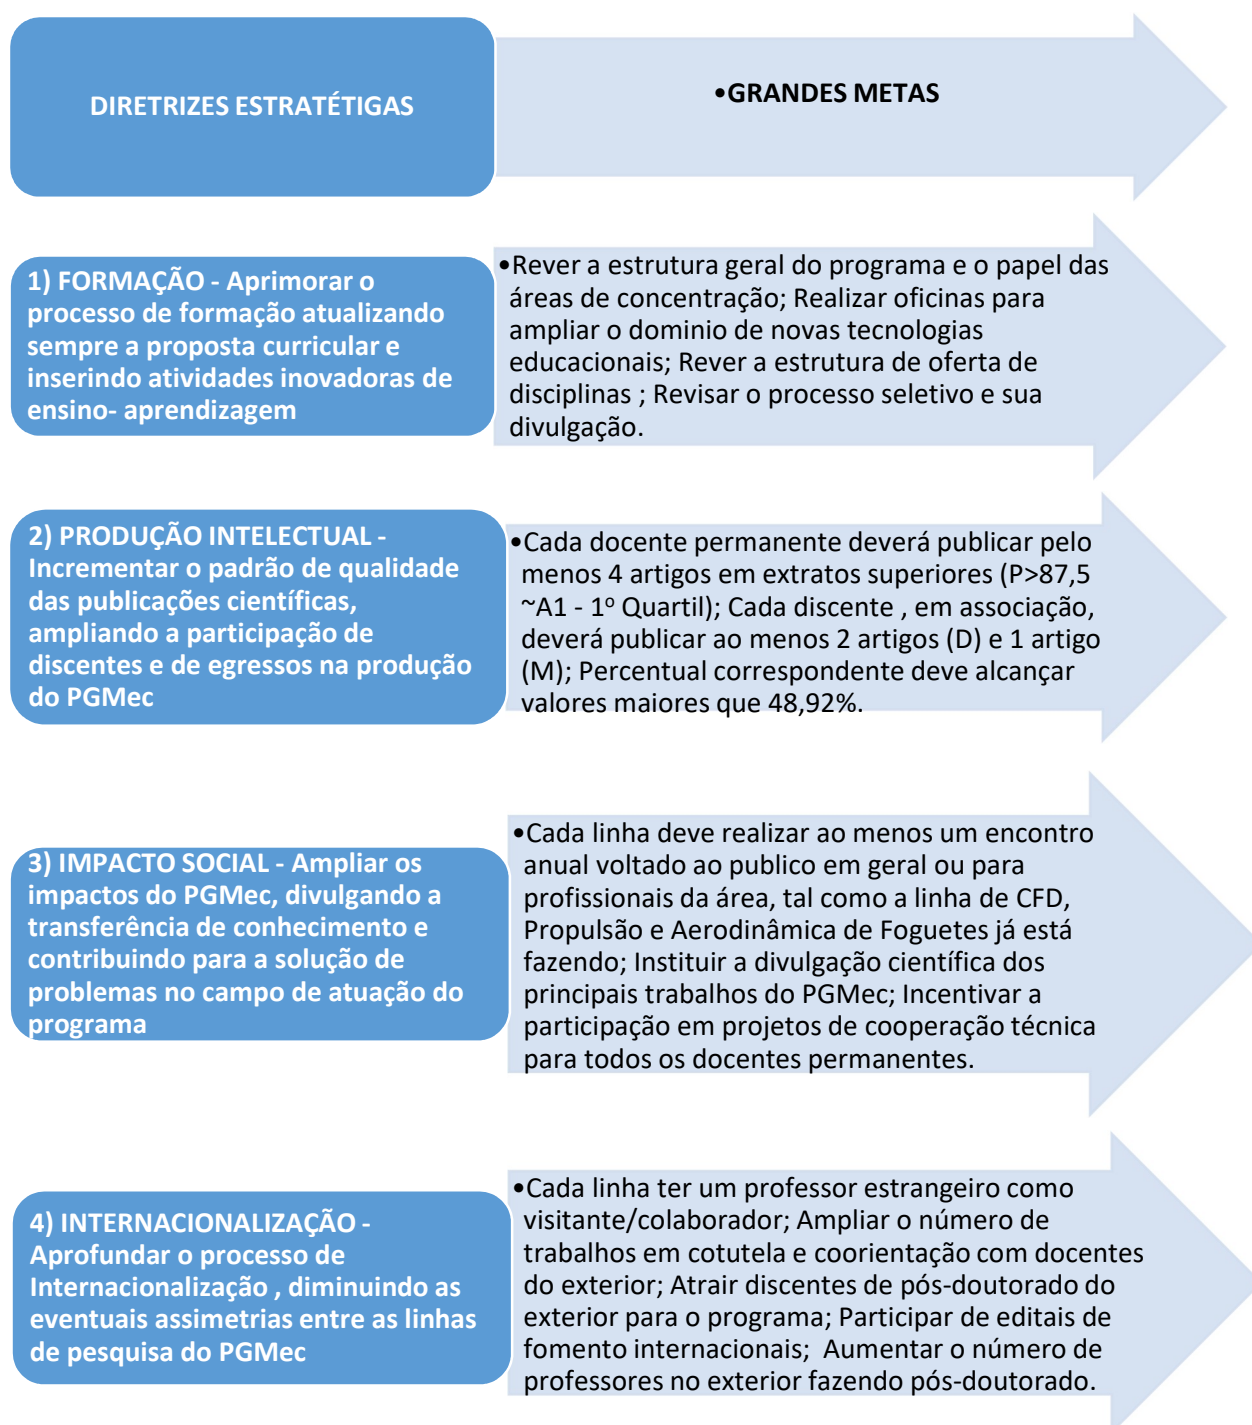 DIRETRIZES ESTRATÉTIGAS
•GRANDES METAS
1) FORMAÇÃO - Aprimorar o
processo de formação atualizando
sempre a proposta curricular e
inserindo atividades inovadoras de
ensino- aprendizagem
•Rever a estrutura geral do programa e o papel das
áreas de concentração; Realizar oficinas para
ampliar o dominio de novas tecnologias
educacionais; Rever a estrutura de oferta de
disciplinas ; Revisar o processo seletivo e sua
divulgação.
2) PRODUÇÃO INTELECTUAL -
Incrementar o padrão de qualidade
das publicações científicas,
ampliando a participação de
discentes e de egressos na produção
do PGMec
•Cada docente permanente deverá publicar pelo
menos 4 artigos em extratos superiores (P>87,5
~A1 - 1º Quartil); Cada discente , em associação,
deverá publicar ao menos 2 artigos (D) e 1 artigo
(M); Percentual correspondente deve alcançar
valores maiores que 48,92%.
3) IMPACTO SOCIAL - Ampliar os
impactos do PGMec, divulgando a
transferência de conhecimento e
contribuindo para a solução de
problemas no campo de atuação do
programa
•Cada linha deve realizar ao menos um encontro
anual voltado ao publico em geral ou para
profissionais da área, tal como a linha de CFD,
Propulsão e Aerodinâmica de Foguetes já está
fazendo; Instituir a divulgação científica dos
principais trabalhos do PGMec; Incentivar a
participação em projetos de cooperação técnica
para todos os docentes permanentes.
4) INTERNACIONALIZAÇÃO -
Aprofundar o processo de
Internacionalização , diminuindo as
eventuais assimetrias entre as linhas
de pesquisa do PGMec
•Cada linha ter um professor estrangeiro como
visitante/colaborador; Ampliar o número de
trabalhos em cotutela e coorientação com docentes
do exterior; Atrair discentes de pós-doutorado do
exterior para o programa; Participar de editais de
fomento internacionais;  Aumentar o número de
professores no exterior fazendo pós-doutorado.